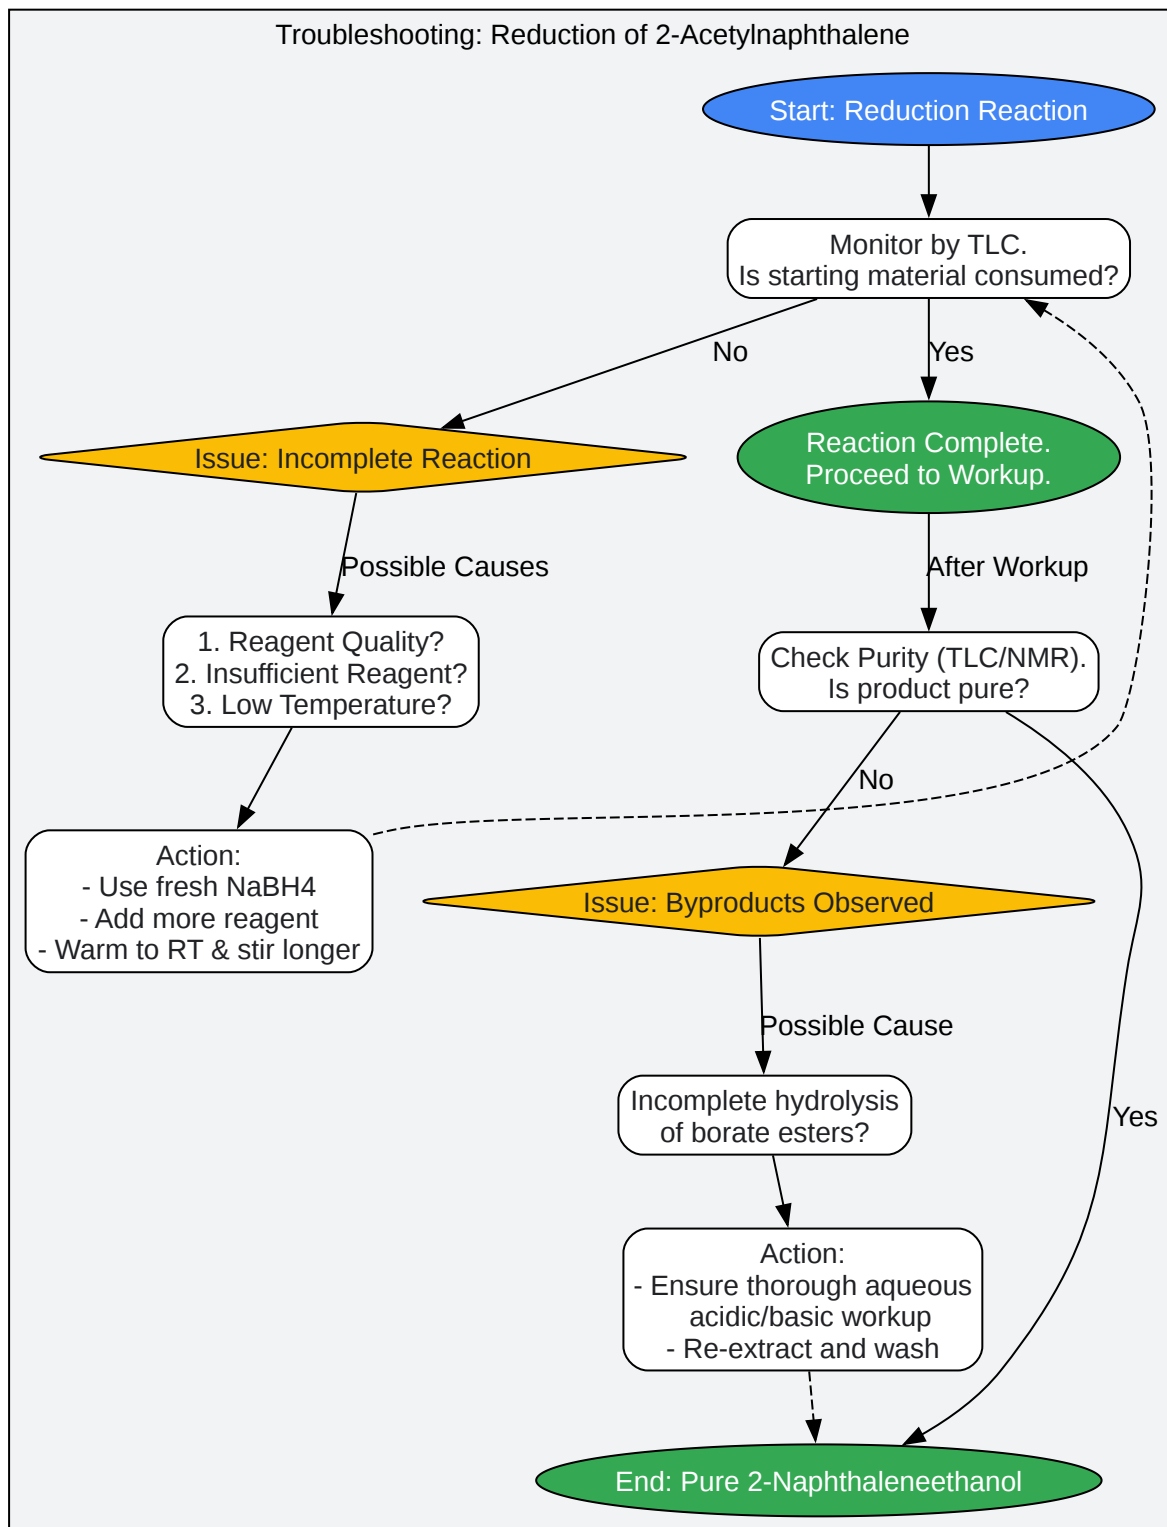 Troubleshooting: Reduction of 2-Acetylnaphthalene
Start: Reduction Reaction
Monitor by TLC.
Is starting material consumed?
No
Yes
Issue: Incomplete Reaction
Reaction Complete.
Proceed to Workup.
Possible Causes
After Workup
1. Reagent Quality?
2. Insufficient Reagent?
3. Low Temperature?
Check Purity (TLC/NMR).
Is product pure?
No
Action:
- Use fresh NaBH4
- Add more reagent
- Warm to RT & stir longer
Issue: Byproducts Observed
Possible Cause
Incomplete hydrolysis
of borate esters?
Yes
Action:
- Ensure thorough aqueous
acidic/basic workup
- Re-extract and wash
End: Pure 2-Naphthaleneethanol